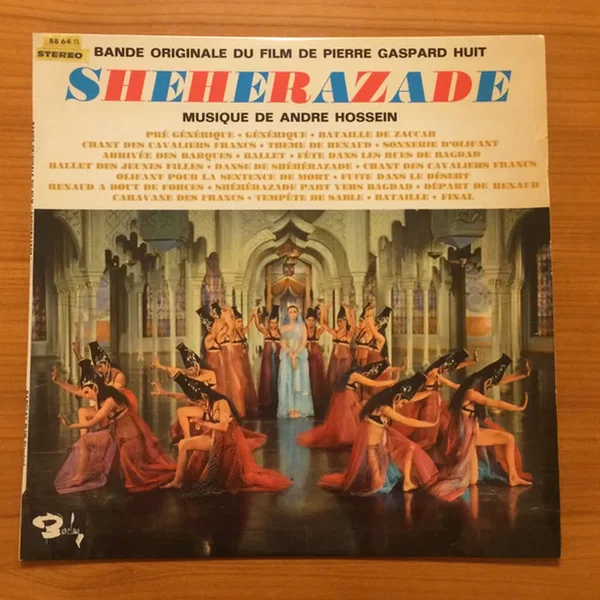 BANDE ORIGINALE DU FILM DE PIERRE GASPARD HUIT
STEREO
SHEHERAZADE
MUSIQUE DE ANDRE HOSSEIN
PRÉ GÉNÉRIQUE • GÉNÉRIQUE • BATAILLE DE ZACCAR
CHANT DES CAVALIERS FRANCS • THEME DE RENAUD • SONNERIE D'OLIFANT
ARRIVÉE DES BARQUES • BALLET • FÊTE DANS LES RUES DE BAGDAD
BALLET DES JEUNES FILLES • DANSE DE SHÉHÉRAZADE • CHANT DES CAVALIERS FRANCS
OLIFANT POUR LA SENTENCE DE MORT • FUITE DANS LE DÉSERT
RENAUD A BOUT DE FORCES • SHÉHÉRAZADE PART VERS BAGDAD • DÉPART DE RENAUD
CARAVANE DES FRANCS • TEMPÊTE DE SABLE • BATAILLE • FINAL
Barclay